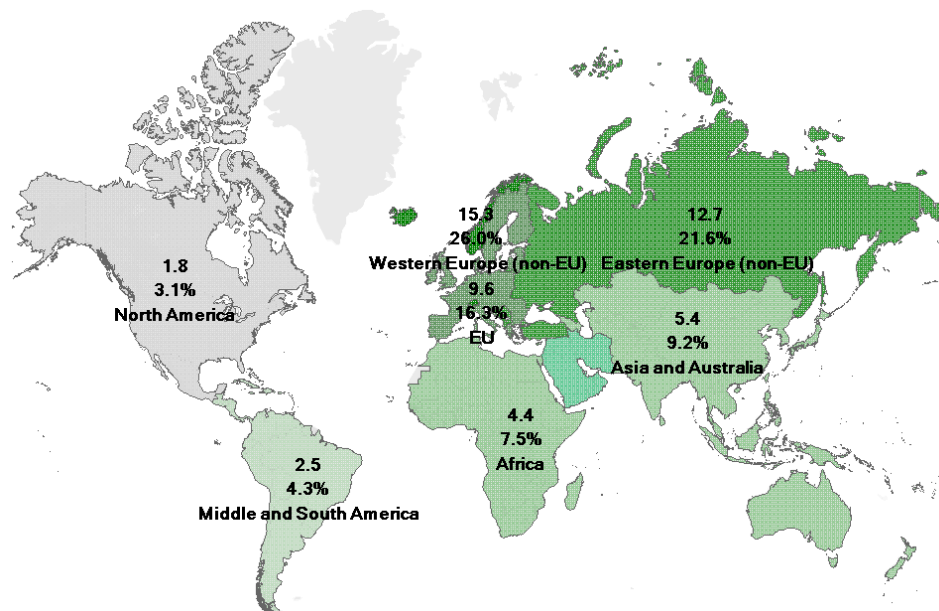 15.3
26.0%
Western Europe (non-EU)
12.7
21.6%
Eastern Europe (non-EU)
1.8
3.1%
North America
9.6
16.3%
EU
5.4
9.2%
Asia and Australia
4.4
7.5%
Africa
2.5
4.3%
Middle and South America